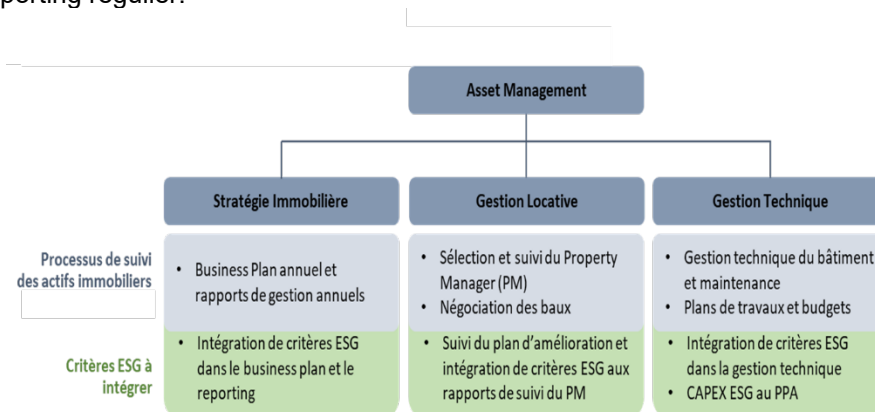 porting régulier.
Asset Management
Stratégie Immobilière
Gestion Locative
Gestion Technique
Processus de suivi
des actifs immobiliers
• Business Plan annuel et
rapports de gestion annuels
• Sélection et suivi du Property
Manager (PM)
• Négociation des baux
• Gestion technique du bâtiment
et maintenance
• Plans de travaux et budgets
Critères ESG à
intégrer
• Intégration de critères ESG
dans le business plan et le
reporting
• Suivi du plan d'amélioration et
intégration de critères ESG aux
rapports de suivi du PM
• Intégration de critères ESG
dans la gestion technique
• CAPEX ESG au PPA